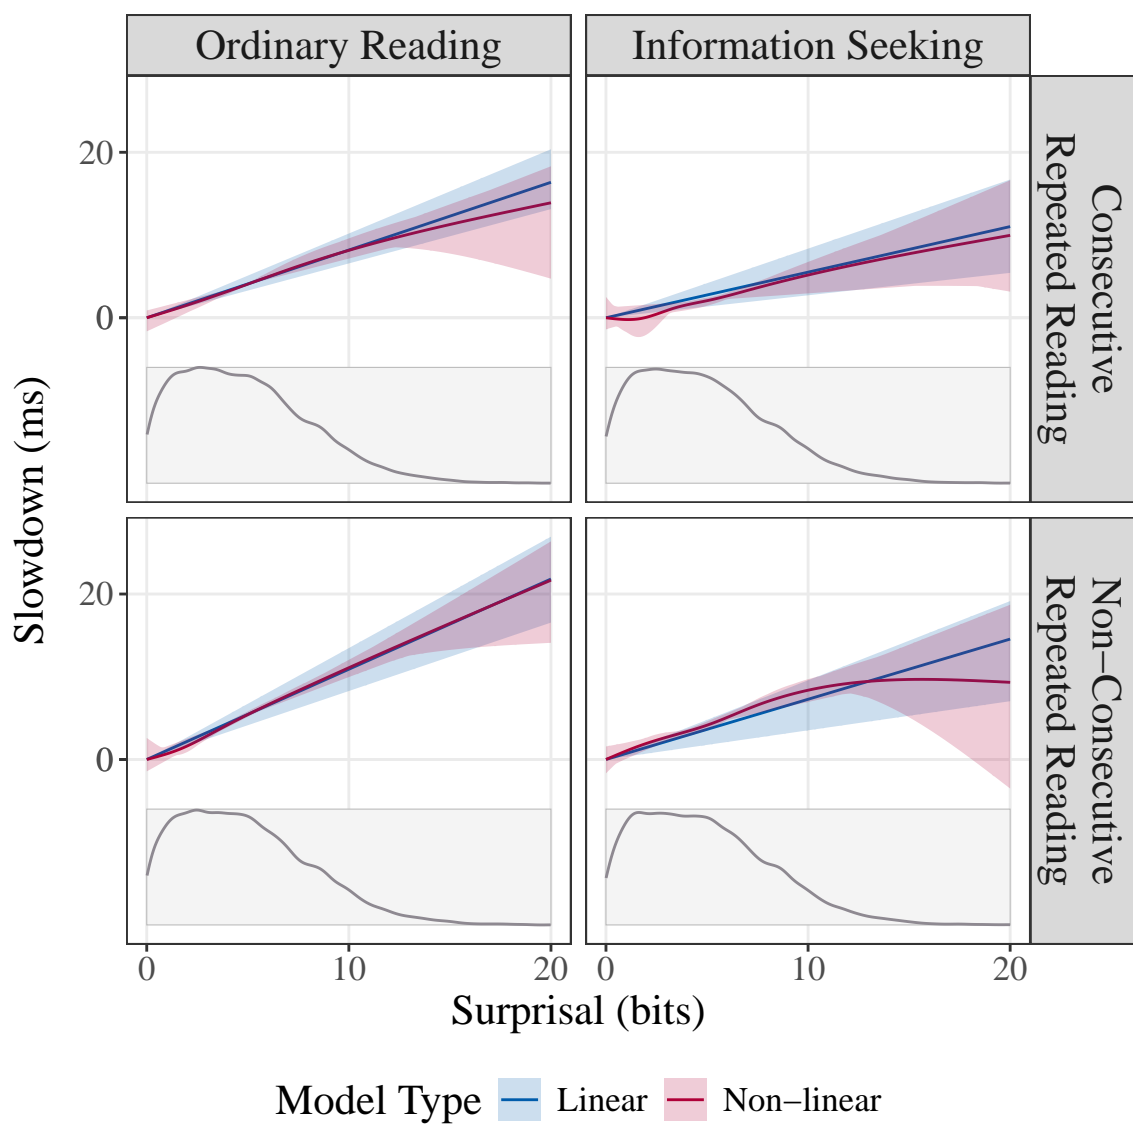 Ordinary Reading
Information Seeking
Consecutive
Repeated Reading
20
0
Non−Consecutive
Repeated Reading
20
0
Slowdown (ms)
0
10
20
0
10
20
Surprisal (bits)
Model Type
Linear
Non−linear